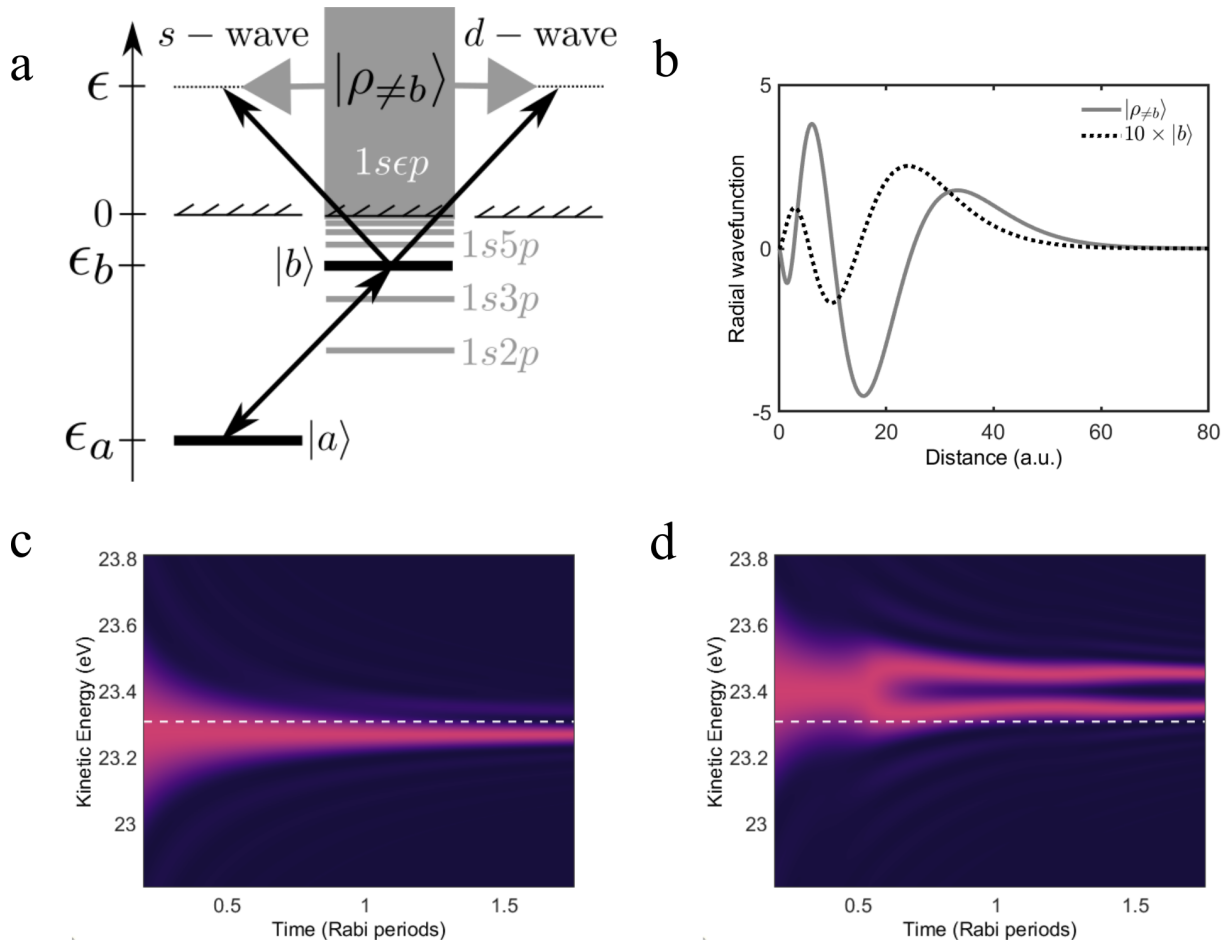 a
s − wave
d − wave
ϵ
|ρ≠b⟩
1sϵp
0
1s5p
ϵb
|b⟩
1s3p
1s2p
ϵa
|a⟩
b
5
|ρ≠b⟩
10 × |b⟩
Radial wavefunction
0
-5
0 20 40 60 80
Distance (a.u.)
c
23.8
23.6
23.4
23.2
23
Kinetic Energy (eV)
0.5 1 1.5
Time (Rabi periods)
d
23.8
23.6
23.4
23.2
23
Kinetic Energy (eV)
0.5 1 1.5
Time (Rabi periods)